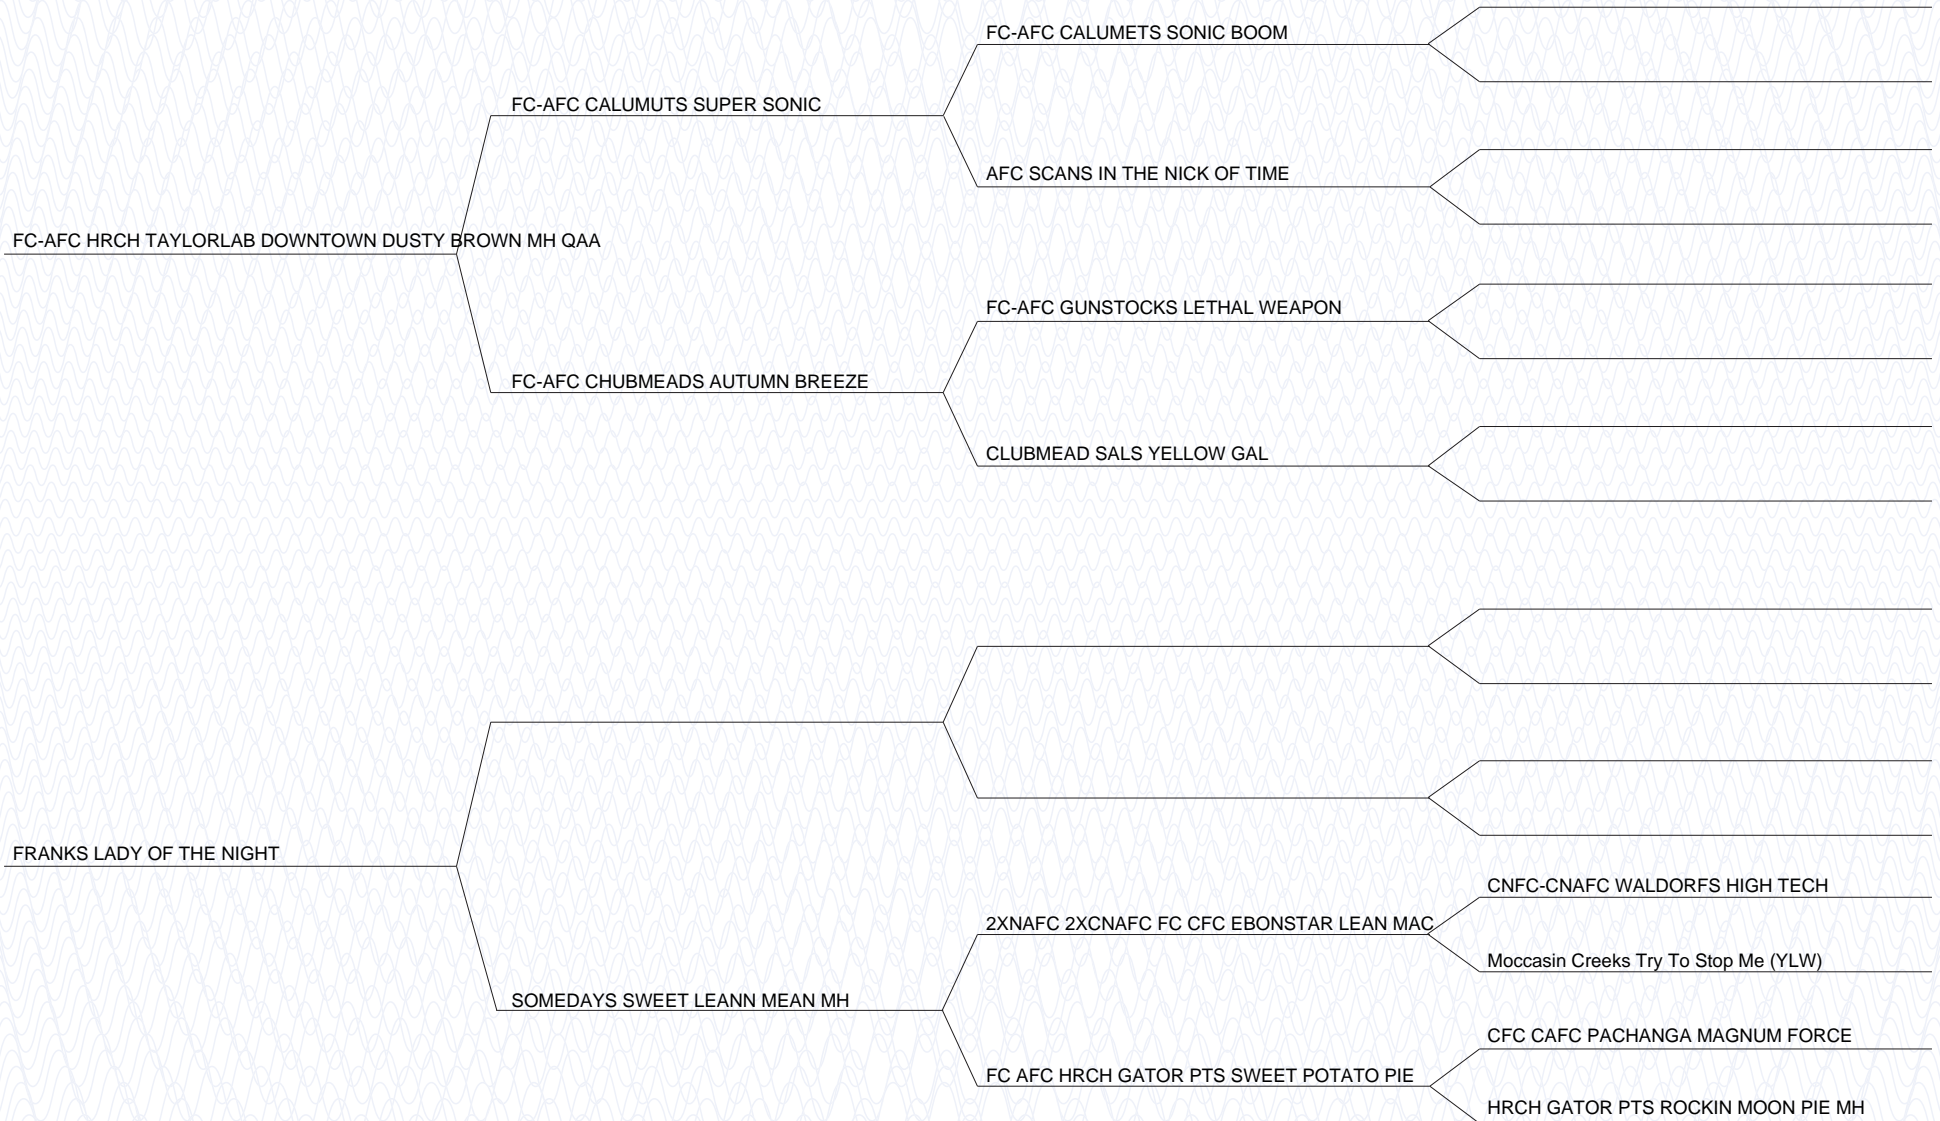 FC-AFC CALUMETS SONIC BOOM
FC-AFC CALUMUTS SUPER SONIC
AFC SCANS IN THE NICK OF TIME
FC-AFC HRCH TAYLORLAB DOWNTOWN DUSTY BROWN MH QAA
FC-AFC GUNSTOCKS LETHAL WEAPON
FC-AFC CHUBMEADS AUTUMN BREEZE
CLUBMEAD SALS YELLOW GAL
FRANKS LADY OF THE NIGHT
CNFC-CNAFC WALDORFS HIGH TECH
2XNAFC 2XCNAFC FC CFC EBONSTAR LEAN MAC
Moccasin Creeks Try To Stop Me (YLW)
SOMEDAYS SWEET LEANN MEAN MH
CFC CAFC PACHANGA MAGNUM FORCE
FC AFC HRCH GATOR PTS SWEET POTATO PIE
HRCH GATOR PTS ROCKIN MOON PIE MH